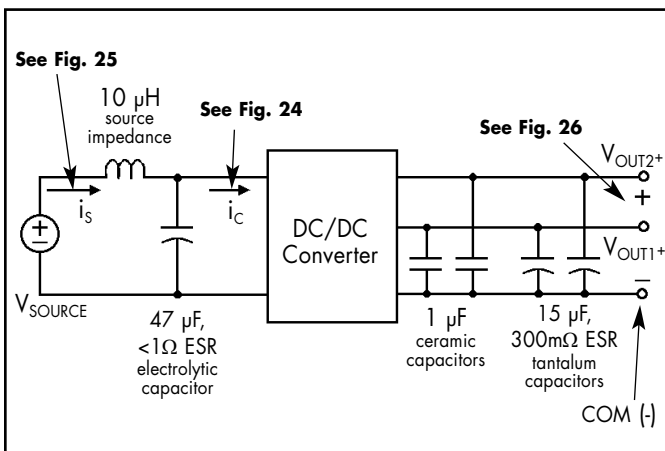 See Fig. 25
10 µH
source
impedance
See Fig. 24
See Fig. 26
VOUT2+
+
iS
iC
DC/DC
Converter
VOUT1+
+
–
VSOURCE
–
47 µF,
<1Ω ESR
electrolytic
capacitor
1 µF
ceramic
capacitors
15 µF,
300mΩ ESR
tantalum
capacitors
COM (-)